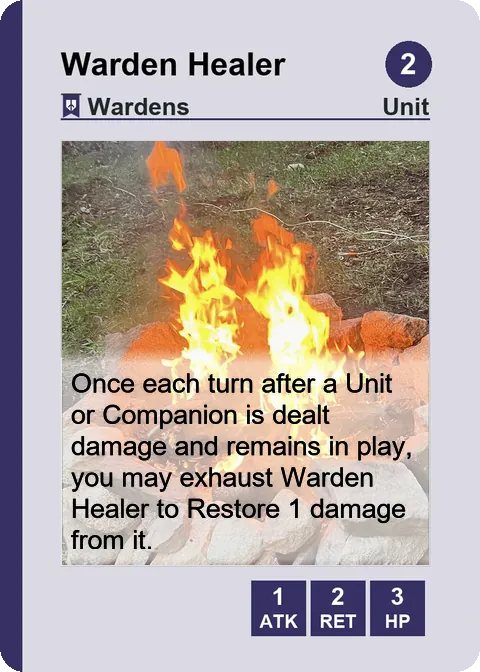 Warden Healer 2
Wardens Unit
Once each turn after a Unit
or Companion is dealt
damage and remains in play,
you may exhaust Warden
Healer to Restore 1 damage
from it.
1 2 3
ATK RET HP